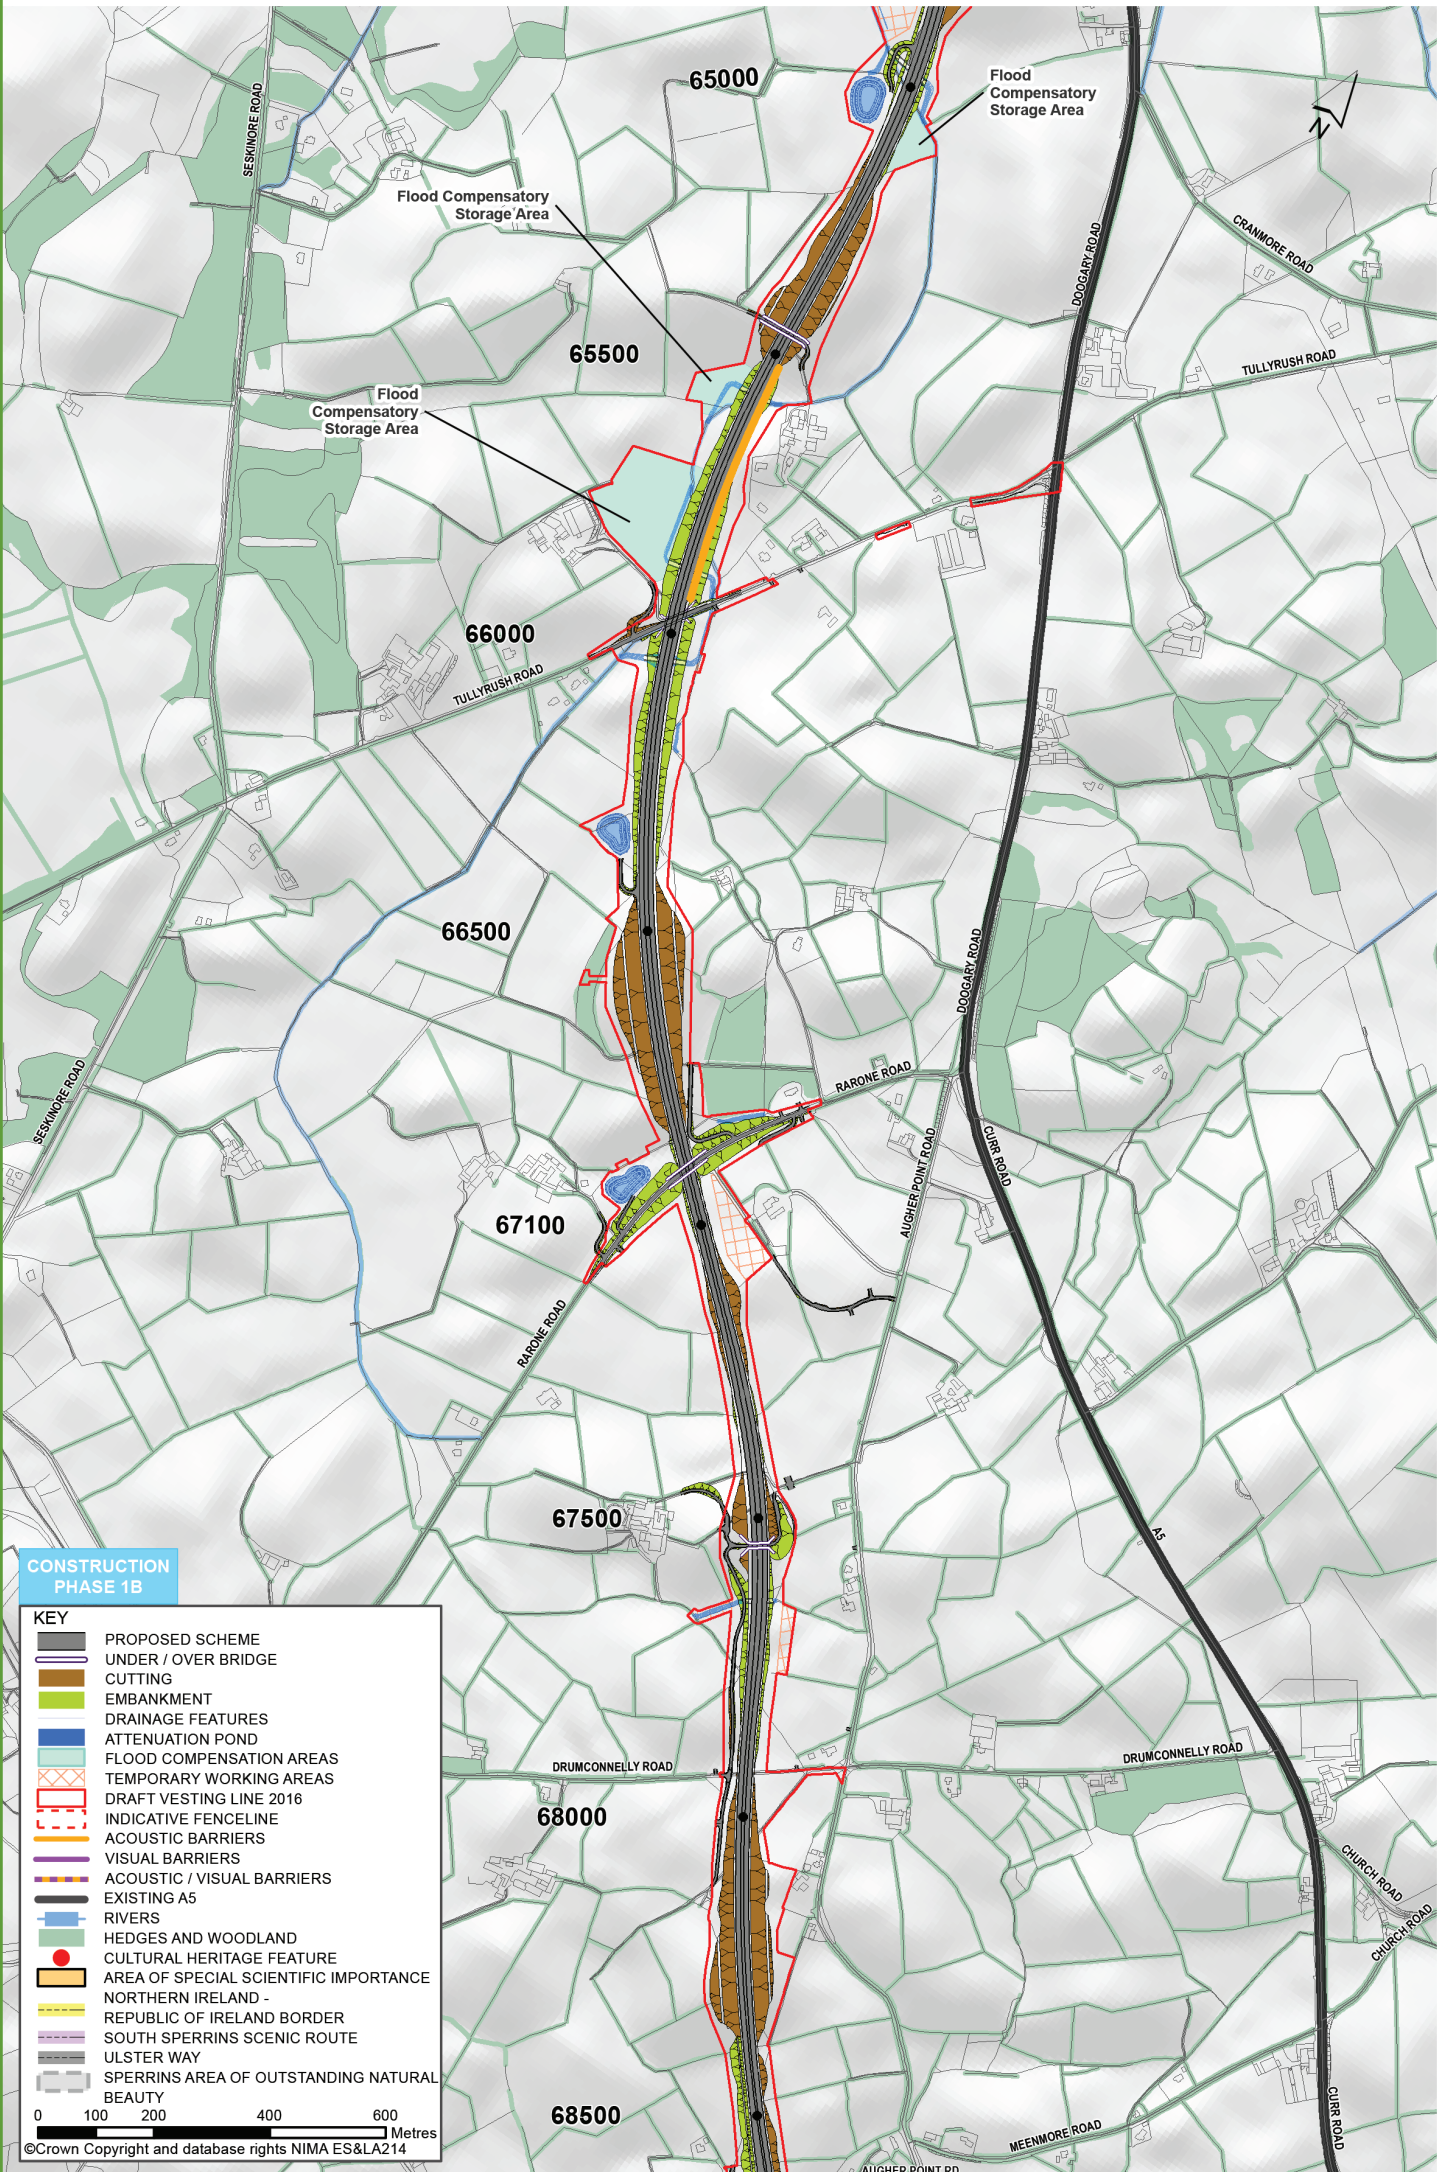 65000
Flood
Compensatory
Storage Area
SESKINORE ROAD
Flood Compensatory
Storage Area
N
CRANMORE ROAD
DOOGARY ROAD
65500
TULLYRUSH ROAD
Flood
Compensatory
Storage Area
66000
TULLYRUSH ROAD
66500
DOOGARY ROAD
SESKINORE ROAD
RARONE ROAD
AUGHER POINT ROAD
CURR ROAD
67100
RARONE ROAD
67500
A5
DRUMCONNELLY ROAD
DRUMCONNELLY ROAD
68000
CHURCH ROAD
CHURCH ROAD
68500
MEENMORE ROAD
CURR ROAD
AUGHER POINT RD
CONSTRUCTION
PHASE 1B
KEY
PROPOSED SCHEME
UNDER / OVER BRIDGE
CUTTING
EMBANKMENT
DRAINAGE FEATURES
ATTENUATION POND
FLOOD COMPENSATION AREAS
TEMPORARY WORKING AREAS
DRAFT VESTING LINE 2016
INDICATIVE FENCELINE
ACOUSTIC BARRIERS
VISUAL BARRIERS
ACOUSTIC / VISUAL BARRIERS
EXISTING A5
RIVERS
HEDGES AND WOODLAND
CULTURAL HERITAGE FEATURE
AREA OF SPECIAL SCIENTIFIC IMPORTANCE
NORTHERN IRELAND -
REPUBLIC OF IRELAND BORDER
SOUTH SPERRINS SCENIC ROUTE
ULSTER WAY
SPERRINS AREA OF OUTSTANDING NATURAL
BEAUTY
0 100 200 400 600
Metres
©Crown Copyright and database rights NIMA ES&LA214